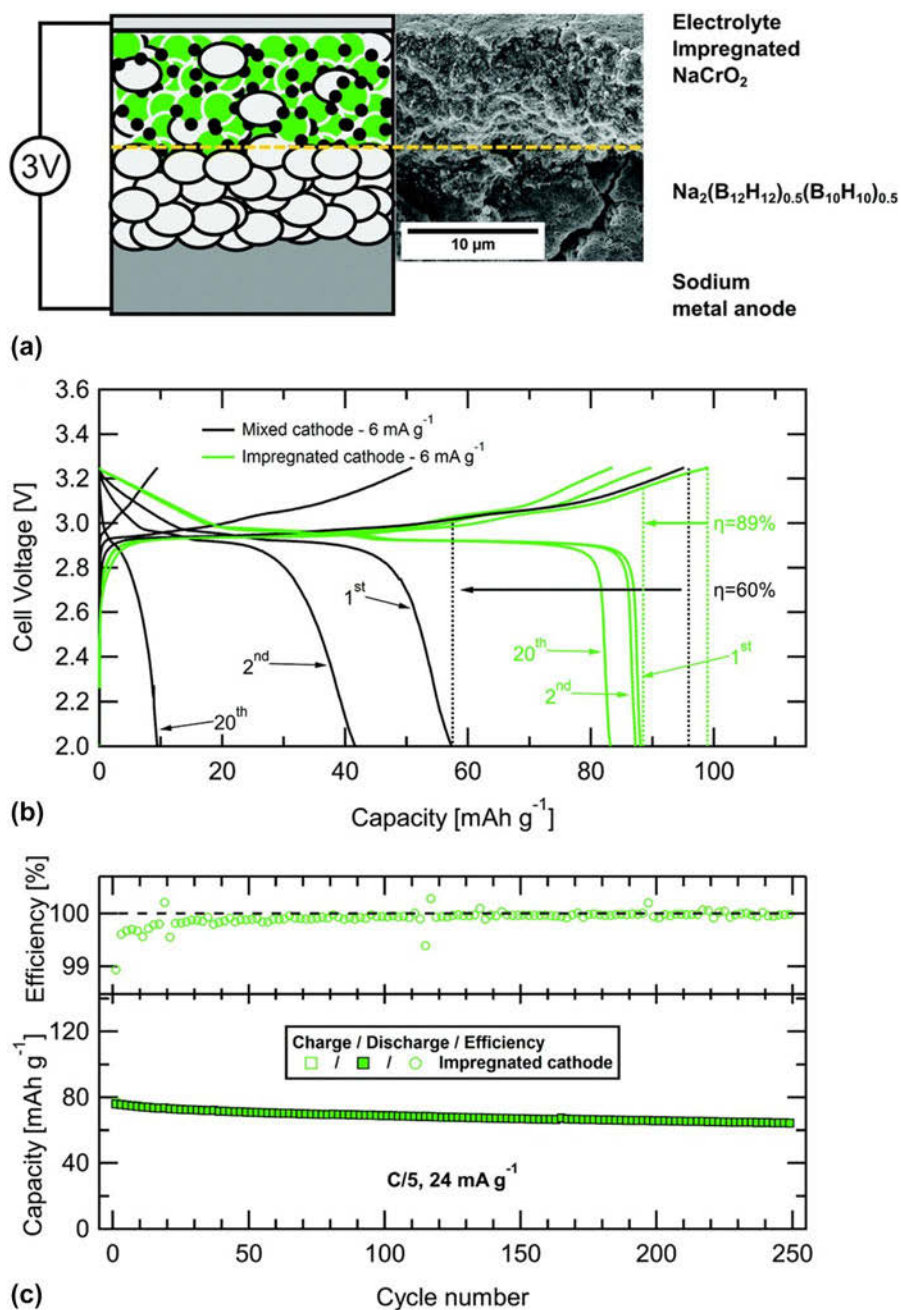 3V
Electrolyte
Impregnated
NaCrO₂
Na₂(B₁₂H₁₂)₀.₅(B₁₀H₁₀)₀.₅
10 µm
Sodium
metal anode
(a)
3.6
3.4
3.2
3.0
2.8
2.6
2.4
2.2
2.0
Cell Voltage [V]
Mixed cathode - 6 mA g⁻¹
Impregnated cathode - 6 mA g⁻¹
η=89%
η=60%
1ˢᵗ
2ⁿᵈ
20ᵗʰ
20ᵗʰ
2ⁿᵈ
1ˢᵗ
0
20
40
60
80
100
Capacity [mAh g⁻¹]
(b)
Efficiency [%]
100
99
Capacity [mAh g⁻¹]
120
80
40
0
Charge / Discharge / Efficiency
/ / Impregnated cathode
C/5, 24 mA g⁻¹
0
50
100
150
200
250
Cycle number
(c)